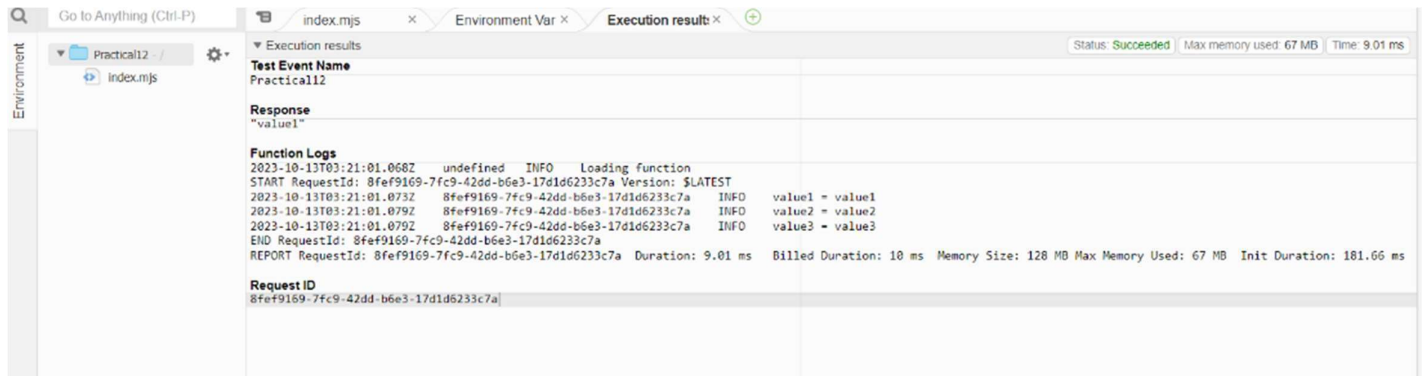 Go to Anything (Ctrl-P)
index.mjs × Environment Var × Execution results ×
Environment
Practical12 - /
index.mjs
Execution results
Status: Succeeded Max memory used: 67 MB Time: 9.01 ms
Test Event Name
Practical12
Response
"value1"
Function Logs
2023-10-13T03:21:01.068Z undefined INFO Loading function
START RequestId: 8fef9169-7fc9-42dd-b6e3-17d1d6233c7a Version: $LATEST
2023-10-13T03:21:01.073Z 8fef9169-7fc9-42dd-b6e3-17d1d6233c7a INFO value1 = value1
2023-10-13T03:21:01.079Z 8fef9169-7fc9-42dd-b6e3-17d1d6233c7a INFO value2 = value2
2023-10-13T03:21:01.079Z 8fef9169-7fc9-42dd-b6e3-17d1d6233c7a INFO value3 = value3
END RequestId: 8fef9169-7fc9-42dd-b6e3-17d1d6233c7a
REPORT RequestId: 8fef9169-7fc9-42dd-b6e3-17d1d6233c7a Duration: 9.01 ms Billed Duration: 10 ms Memory Size: 128 MB Max Memory Used: 67 MB Init Duration: 181.66 ms
Request ID
8fef9169-7fc9-42dd-b6e3-17d1d6233c7a